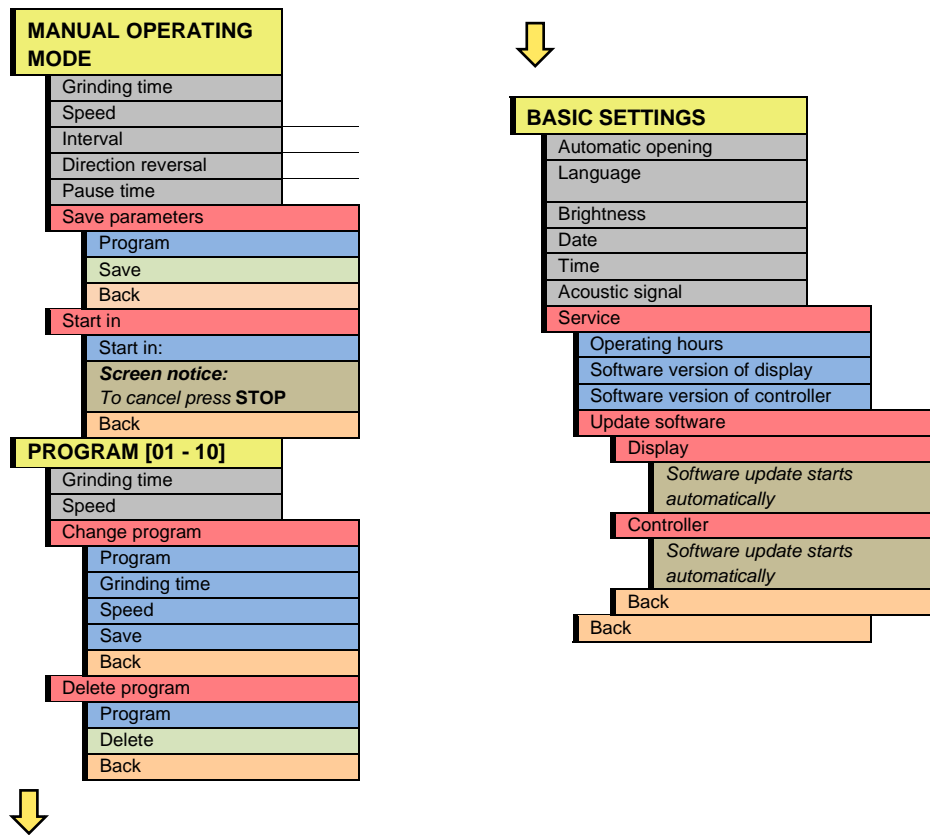 MANUAL OPERATING
MODE
Grinding time
Speed
Interval
Direction reversal
Pause time
Save parameters
Program
Save
Back
Start in
Start in:
Screen notice:
To cancel press STOP
Back
PROGRAM [01 - 10]
Grinding time
Speed
Change program
Program
Grinding time
Speed
Save
Back
Delete program
Program
Delete
Back
BASIC SETTINGS
Automatic opening
Language
Brightness
Date
Time
Acoustic signal
Service
Operating hours
Software version of display
Software version of controller
Update software
Display
Software update starts
automatically
Controller
Software update starts
automatically
Back
Back